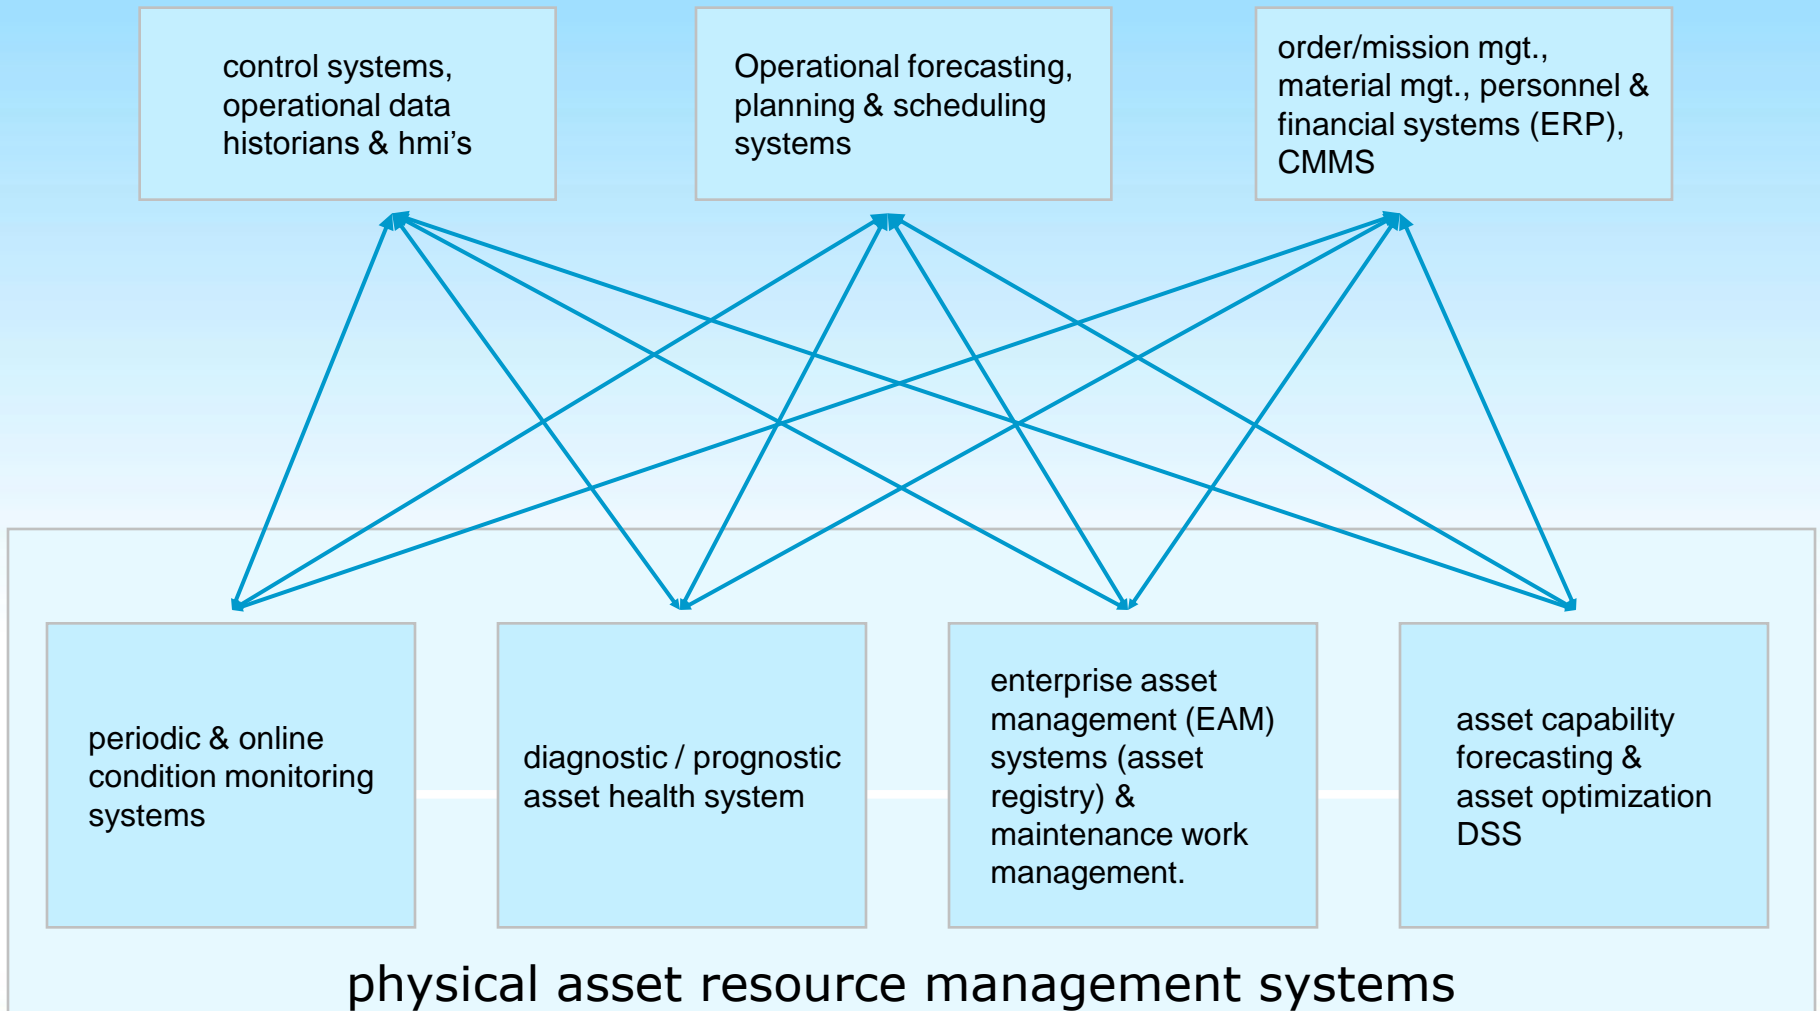 control systems,
operational data
historians & hmi’s
Operational forecasting,
planning & scheduling
systems
order/mission mgt.,
material mgt., personnel &
financial systems (ERP),
CMMS
periodic & online
condition monitoring
systems
diagnostic / prognostic
asset health system
enterprise asset
management (EAM)
systems (asset
registry) &
maintenance work
management.
asset capability
forecasting &
asset optimization
DSS
physical asset resource management systems